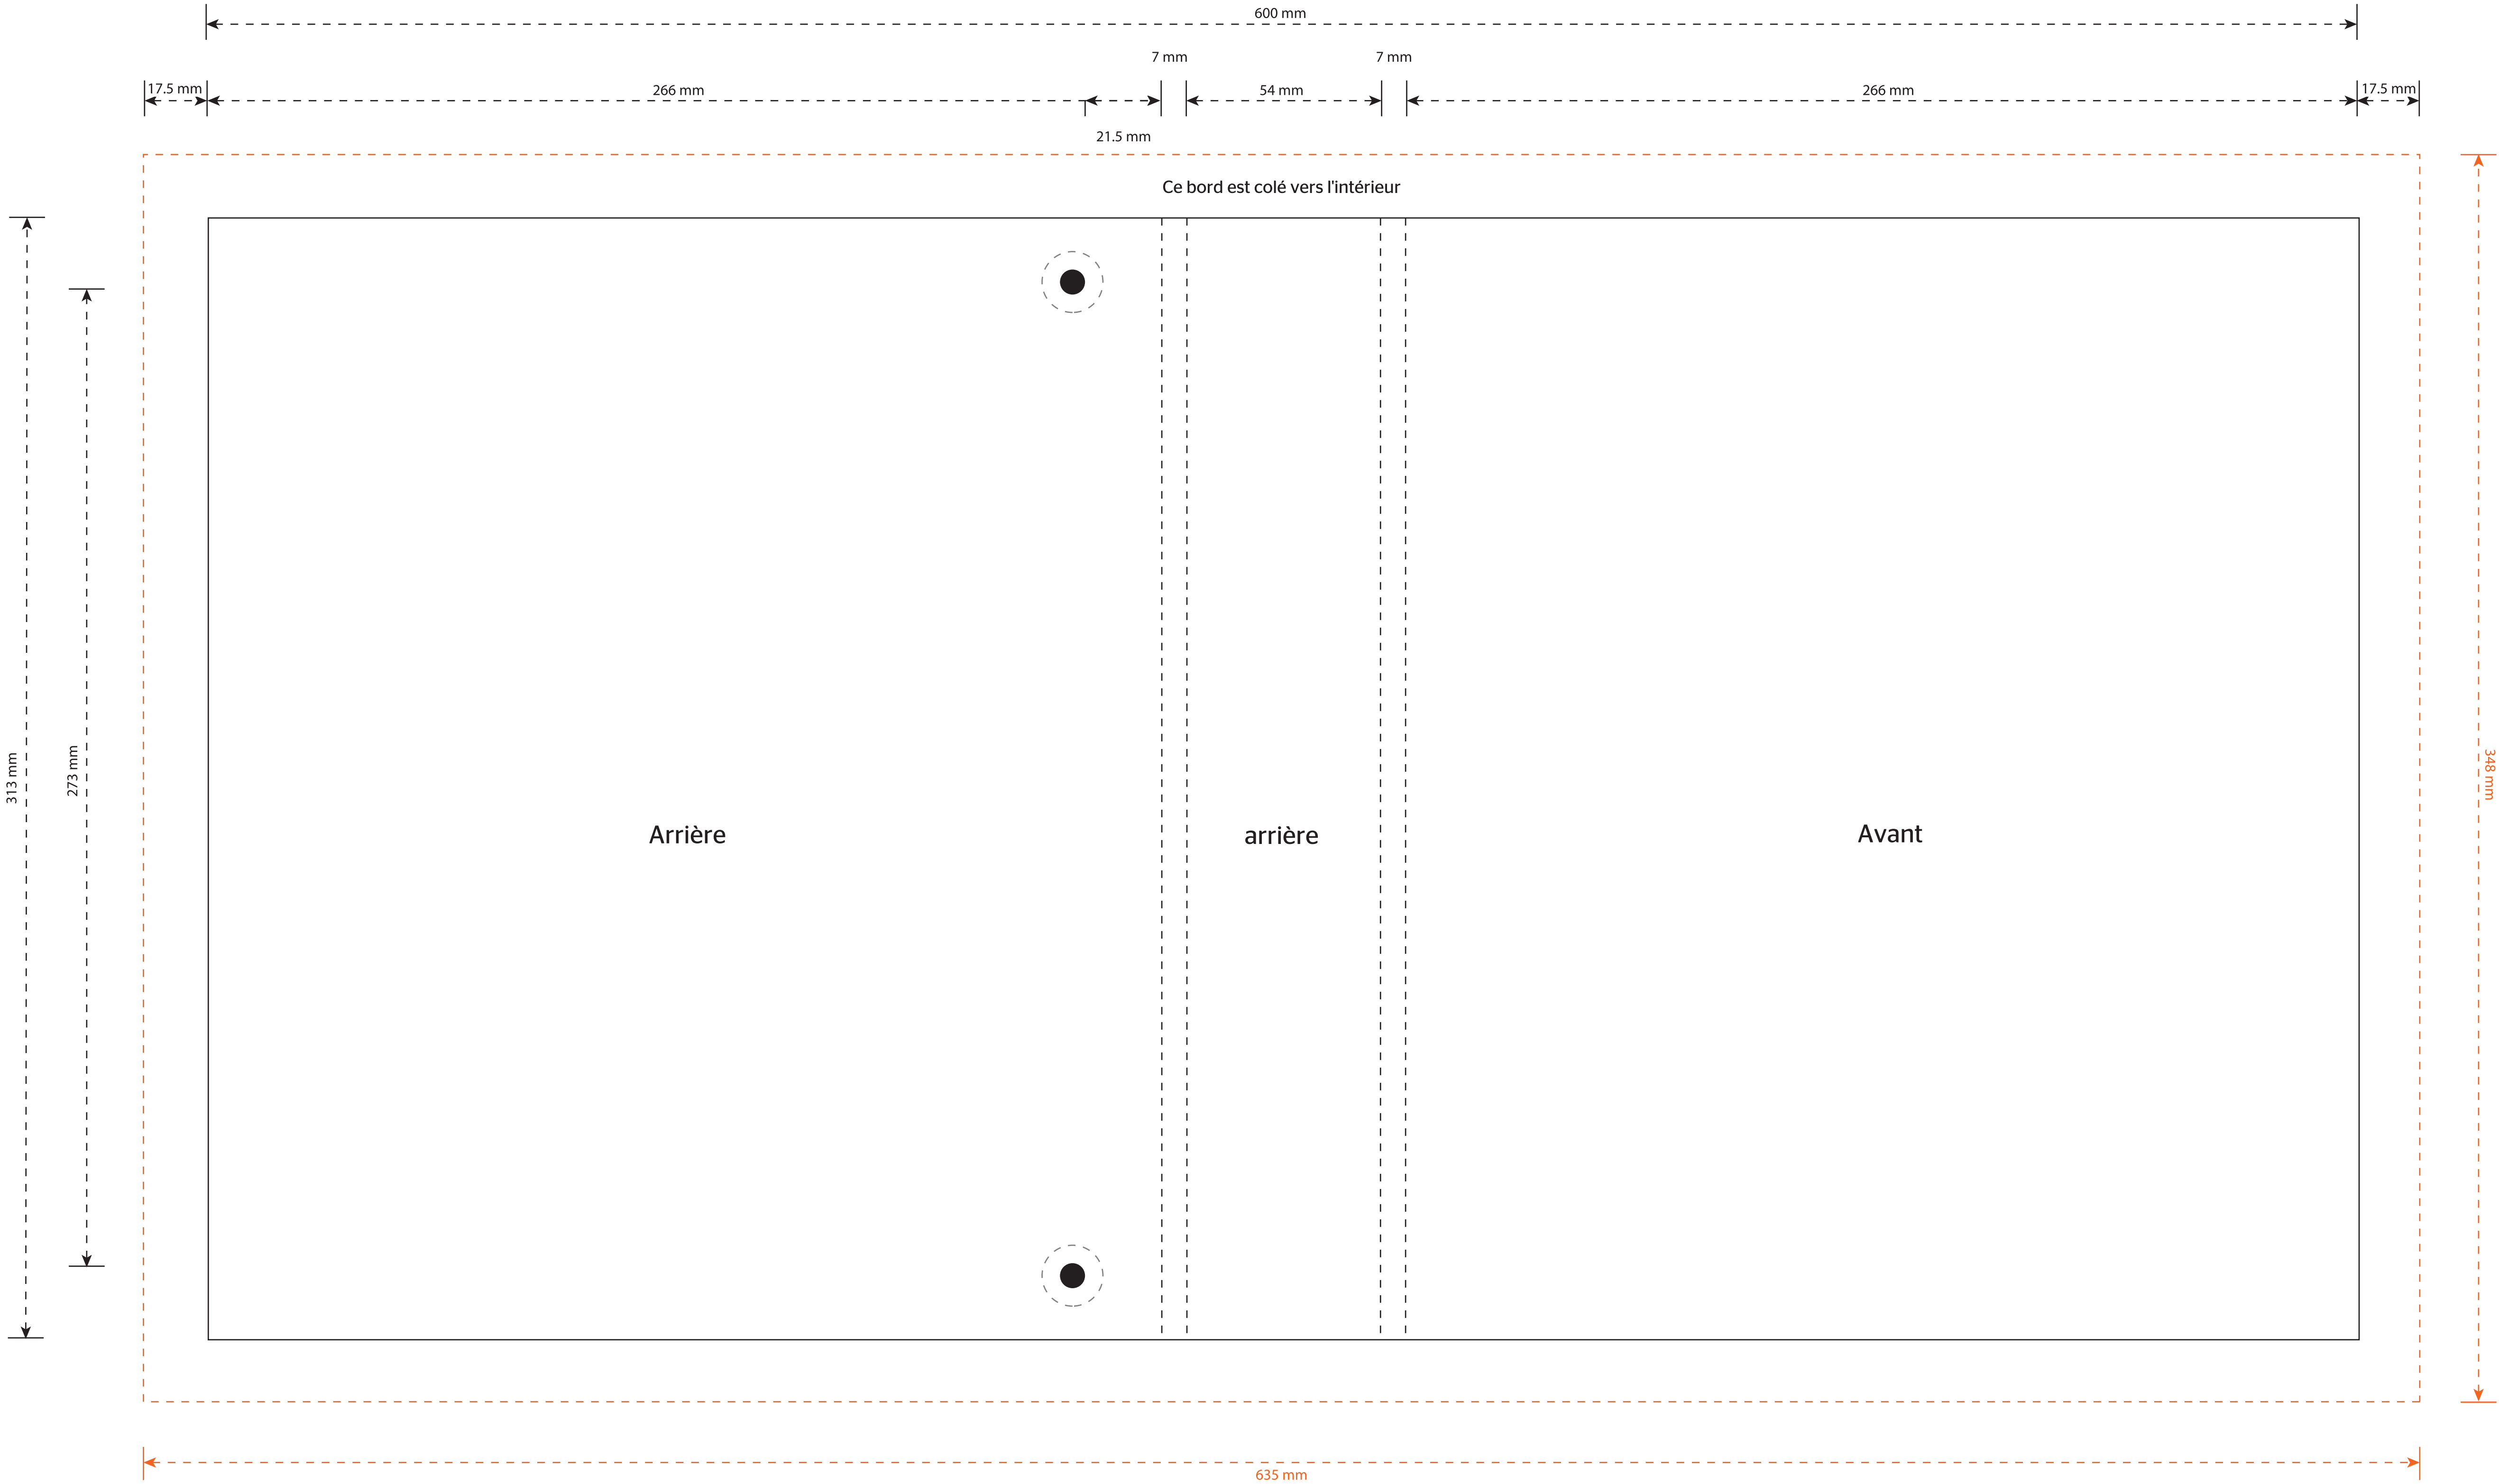 600 mm
7 mm
7 mm
17.5 mm
266 mm
54 mm
266 mm
17.5 mm
21.5 mm
Ce bord est colé vers l'intérieur
313 mm
273 mm
348 mm
Arrière
arrière
Avant
635 mm